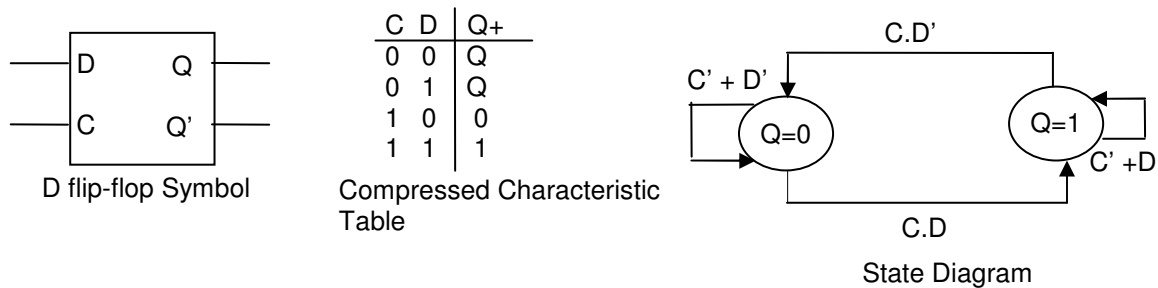 D Q
C Q'
D flip-flop Symbol
C D Q+
0 0 Q
0 1 Q
1 0 0
1 1 1
Compressed Characteristic
Table
C.D'
C' + D'
Q=0
Q=1
C' +D
C.D
State Diagram